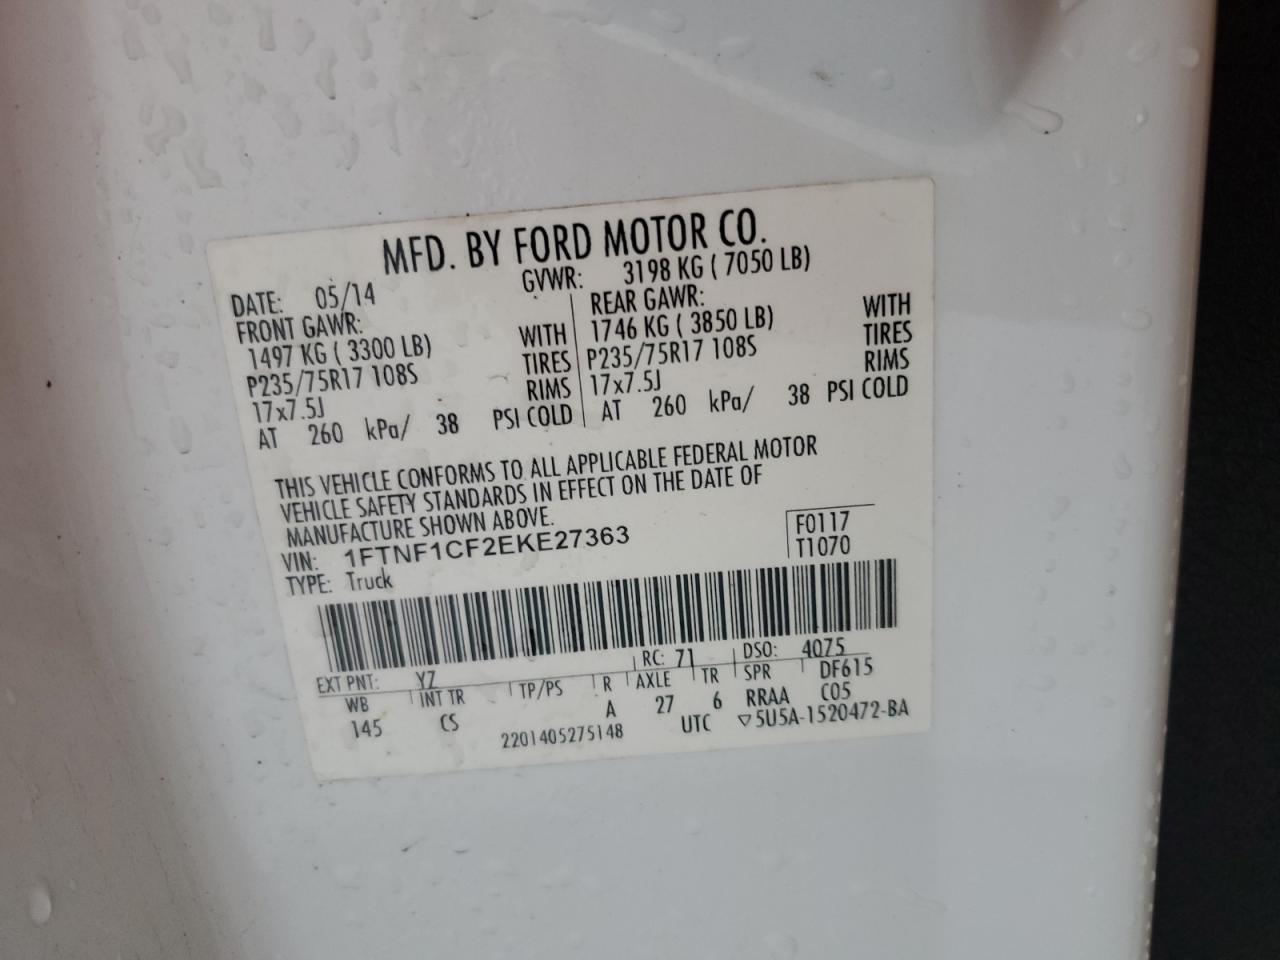 MFD. BY FORD MOTOR CO.
DATE: 05/14 GVWR: 3198 KG ( 7050 LB)
FRONT GAWR: REAR GAWR:
1497 KG ( 3300 LB) WITH 1746 KG ( 3850 LB) WITH
P235/75R17 108S TIRES P235/75R17 108S TIRES
17x7.5J RIMS 17x7.5J RIMS
AT 260 kPa/ 38 PSI COLD AT 260 kPa/ 38 PSI COLD
THIS VEHICLE CONFORMS TO ALL APPLICABLE FEDERAL MOTOR
VEHICLE SAFETY STANDARDS IN EFFECT ON THE DATE OF
MANUFACTURE SHOWN ABOVE.
VIN: 1FTNF1CF2EKE27363 F0117
TYPE: Truck T1070
EXT PNT: YZ RC: 71 DSO: 4075
WB INT TR TP/PS R AXLE TR SPR DF615
145 CS A 27 6 RRAA C05
2201405275148 UTC ▽5U5A-1520472-BA